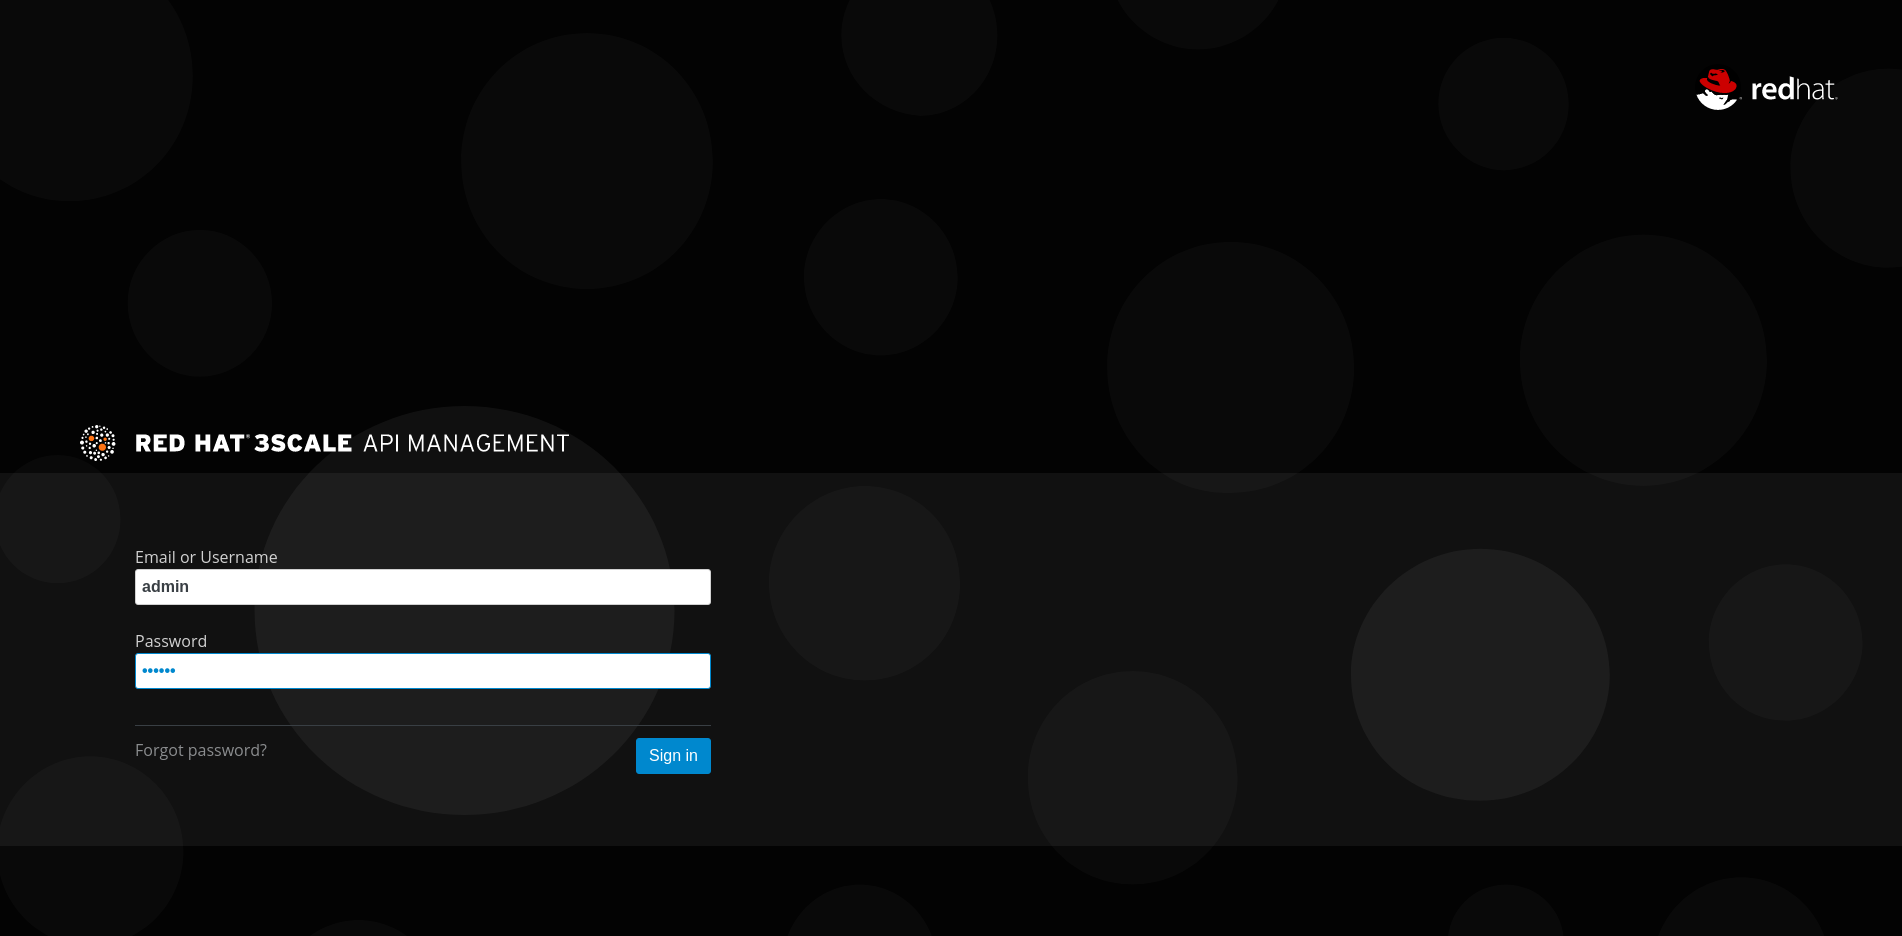 redhat.
RED HAT® 3SCALE API MANAGEMENT
Email or Username
admin
Password
••••••
Forgot password?
Sign in